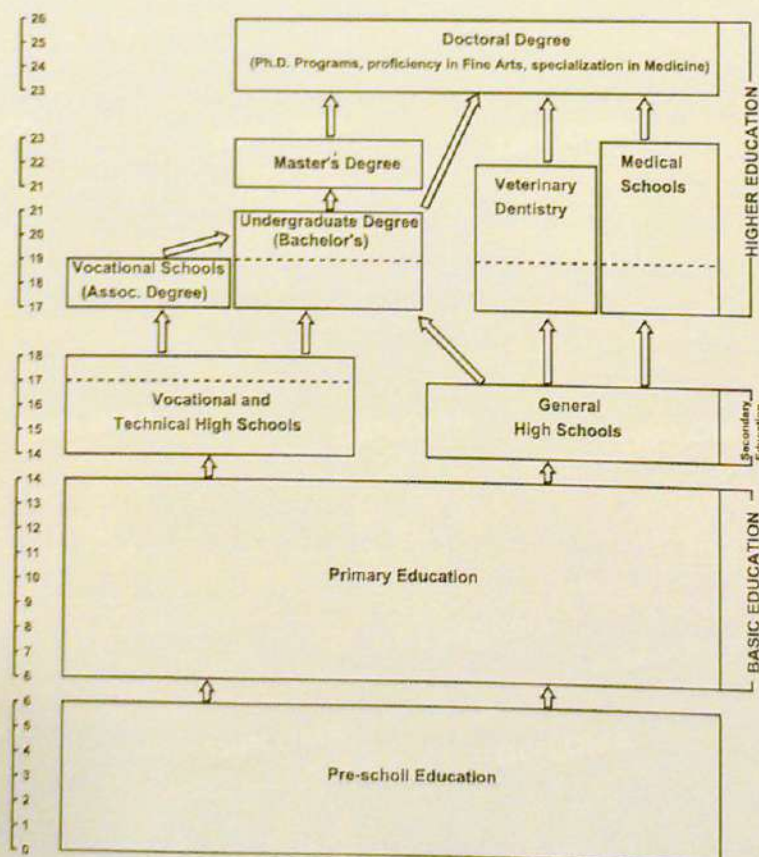 26
25
24
23
Doctoral Degree
(Ph.D. Programs, proficiency in Fine Arts, specialization in Medicine)
HIGHER EDUCATION
23
22
21
Master's Degree
Veterinary
Dentistry
Medical
Schools
21
20
19
18
17
Undergraduate Degree
(Bachelor's)
Vocational Schools
(Assoc. Degree)
18
17
16
15
14
Vocational and
Technical High Schools
General
High Schools
Secondary
Education
14
13
12
11
10
9
8
7
6
Primary Education
BASIC EDUCATION
6
5
4
3
2
1
0
Pre-scholl Education